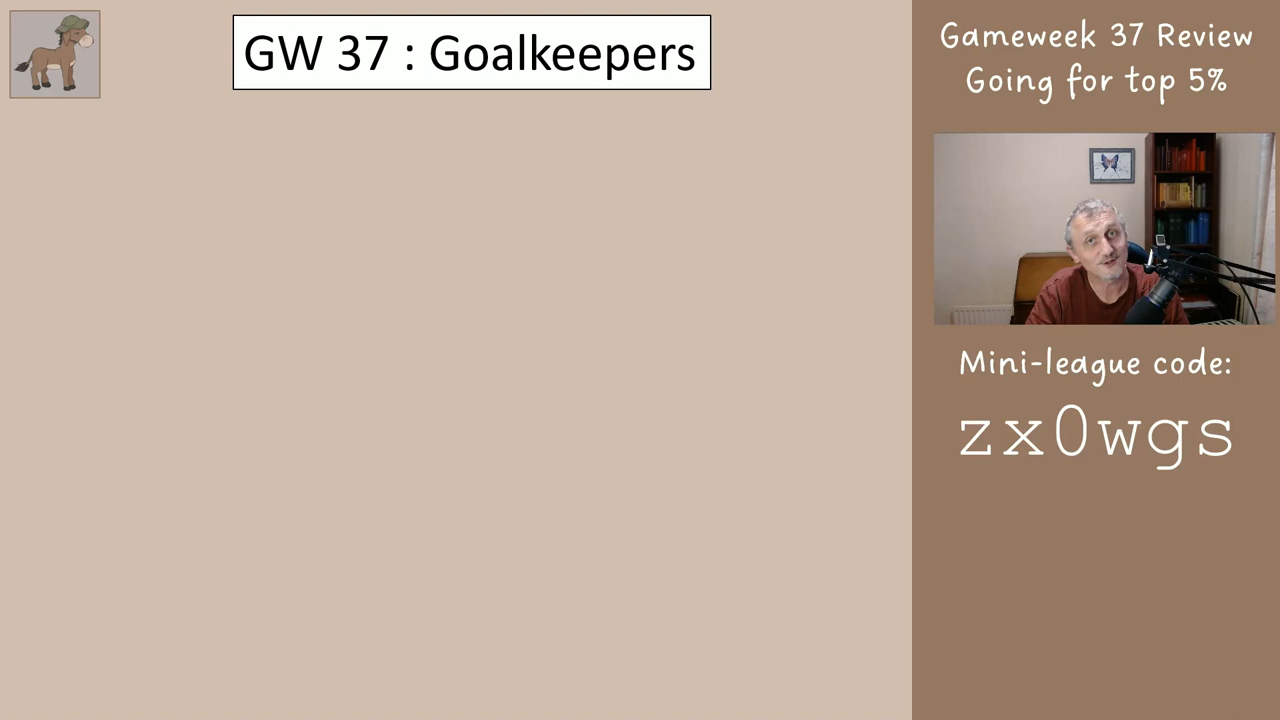 GW 37 : Goalkeepers
Gameweek 37 Review
Going for top 5%
Mini-league code:
zx0wgs